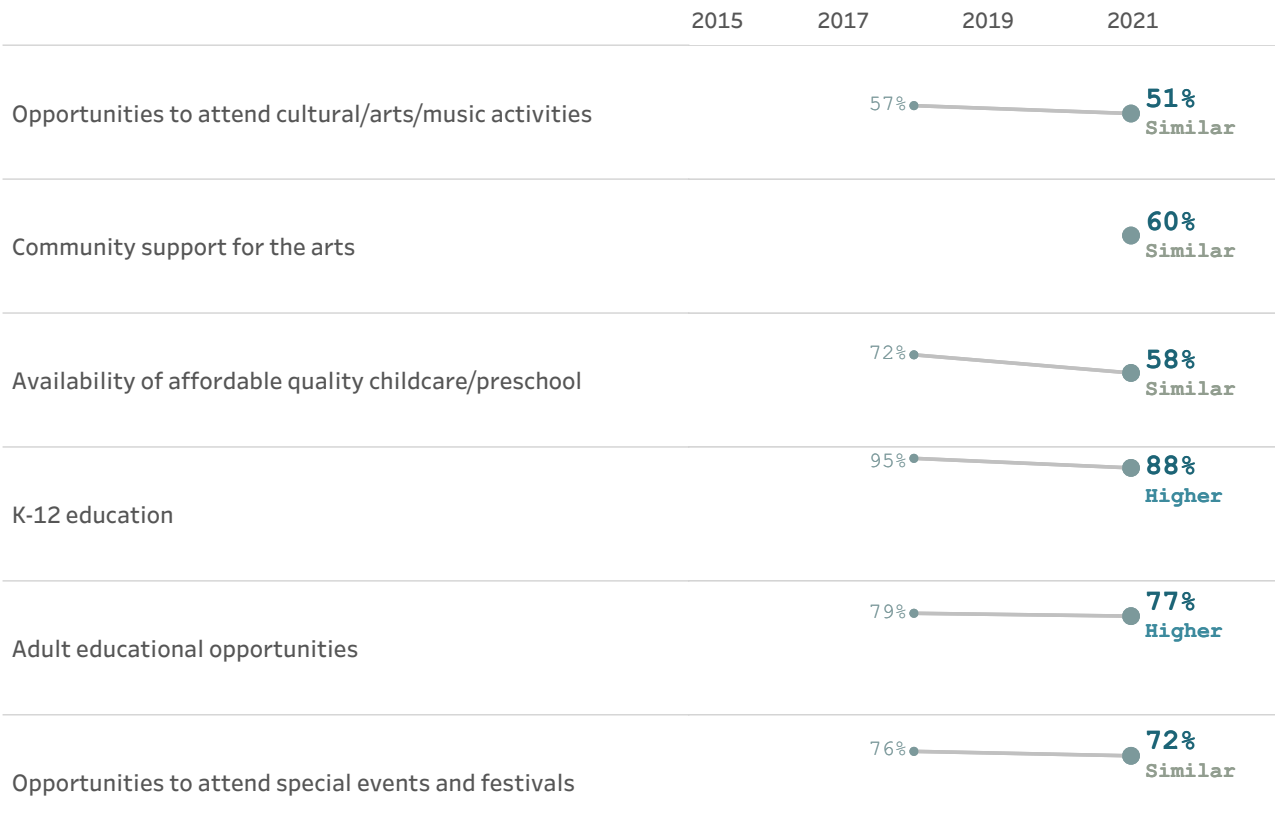 2015 2017 2019 2021
Opportunities to attend cultural/arts/music activities
57%
51%
Similar
Community support for the arts
60%
Similar
Availability of affordable quality childcare/preschool
72%
58%
Similar
K-12 education
95%
88%
Higher
Adult educational opportunities
79%
77%
Higher
Opportunities to attend special events and festivals
76%
72%
Similar